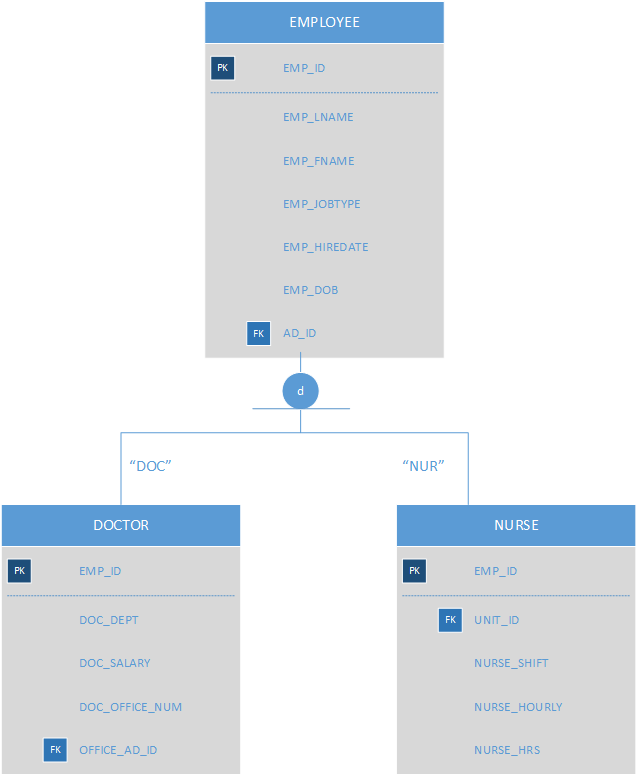 EMPLOYEE
PK EMP_ID
EMP_LNAME
EMP_FNAME
EMP_JOBTYPE
EMP_HIREDATE
EMP_DOB
FK AD_ID
d
“DOC”
“NUR”
DOCTOR
PK EMP_ID
DOC_DEPT
DOC_SALARY
DOC_OFFICE_NUM
FK OFFICE_AD_ID
NURSE
PK EMP_ID
FK UNIT_ID
NURSE_SHIFT
NURSE_HOURLY
NURSE_HRS